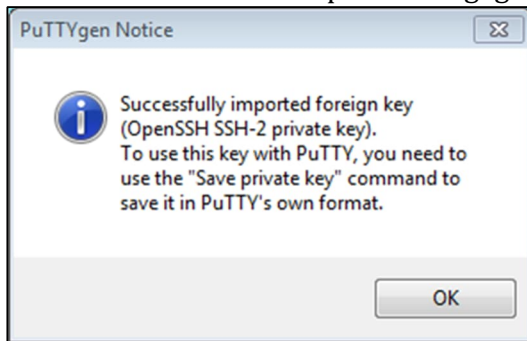 PuTTYgen Notice
Successfully imported foreign key
(OpenSSH SSH-2 private key).
To use this key with PuTTY, you need to
use the "Save private key" command to
save it in PuTTY's own format.
OK